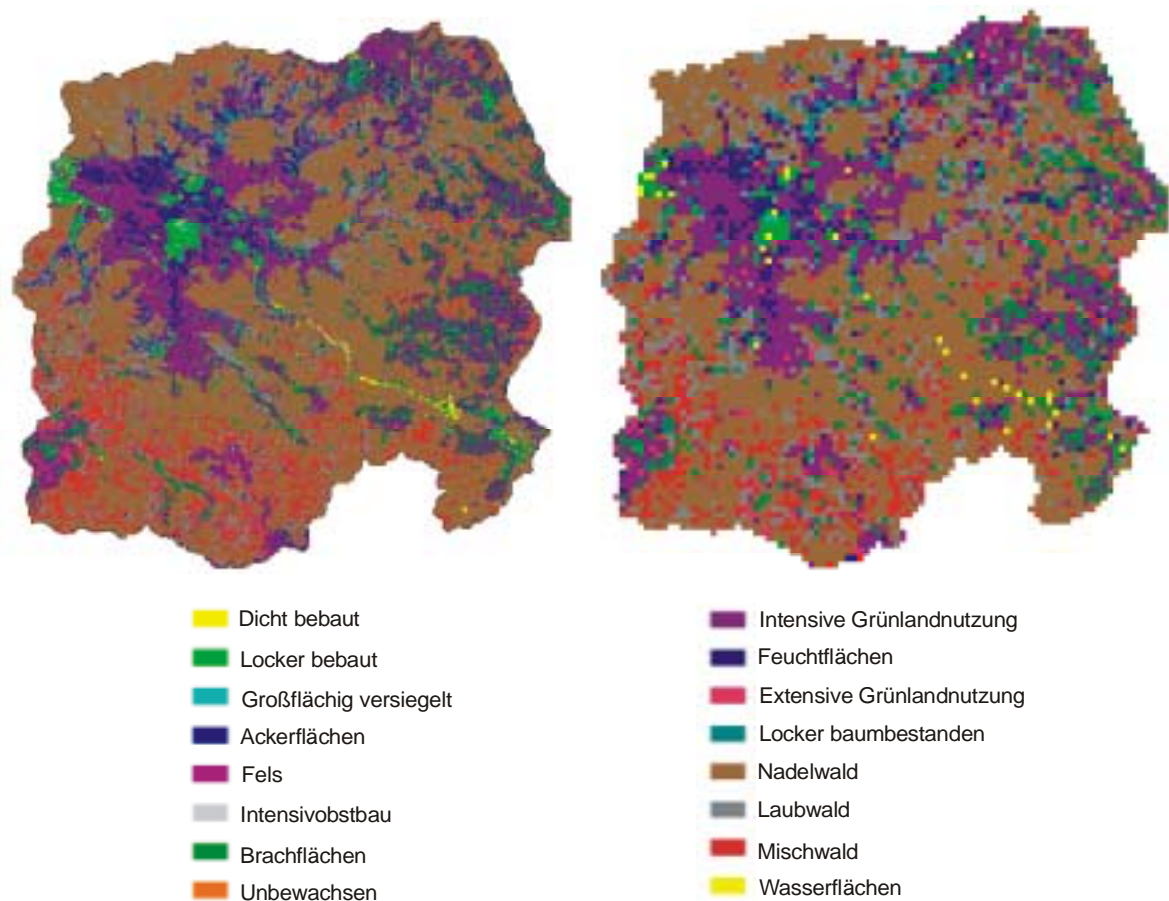 Dicht bebaut
Locker bebaut
Großflächig versiegelt
Ackerflächen
Fels
Intensivobstbau
Brachflächen
Unbewachsen
Intensive Grünlandnutzung
Feuchtflächen
Extensive Grünlandnutzung
Locker baumbestanden
Nadelwald
Laubwald
Mischwald
Wasserflächen